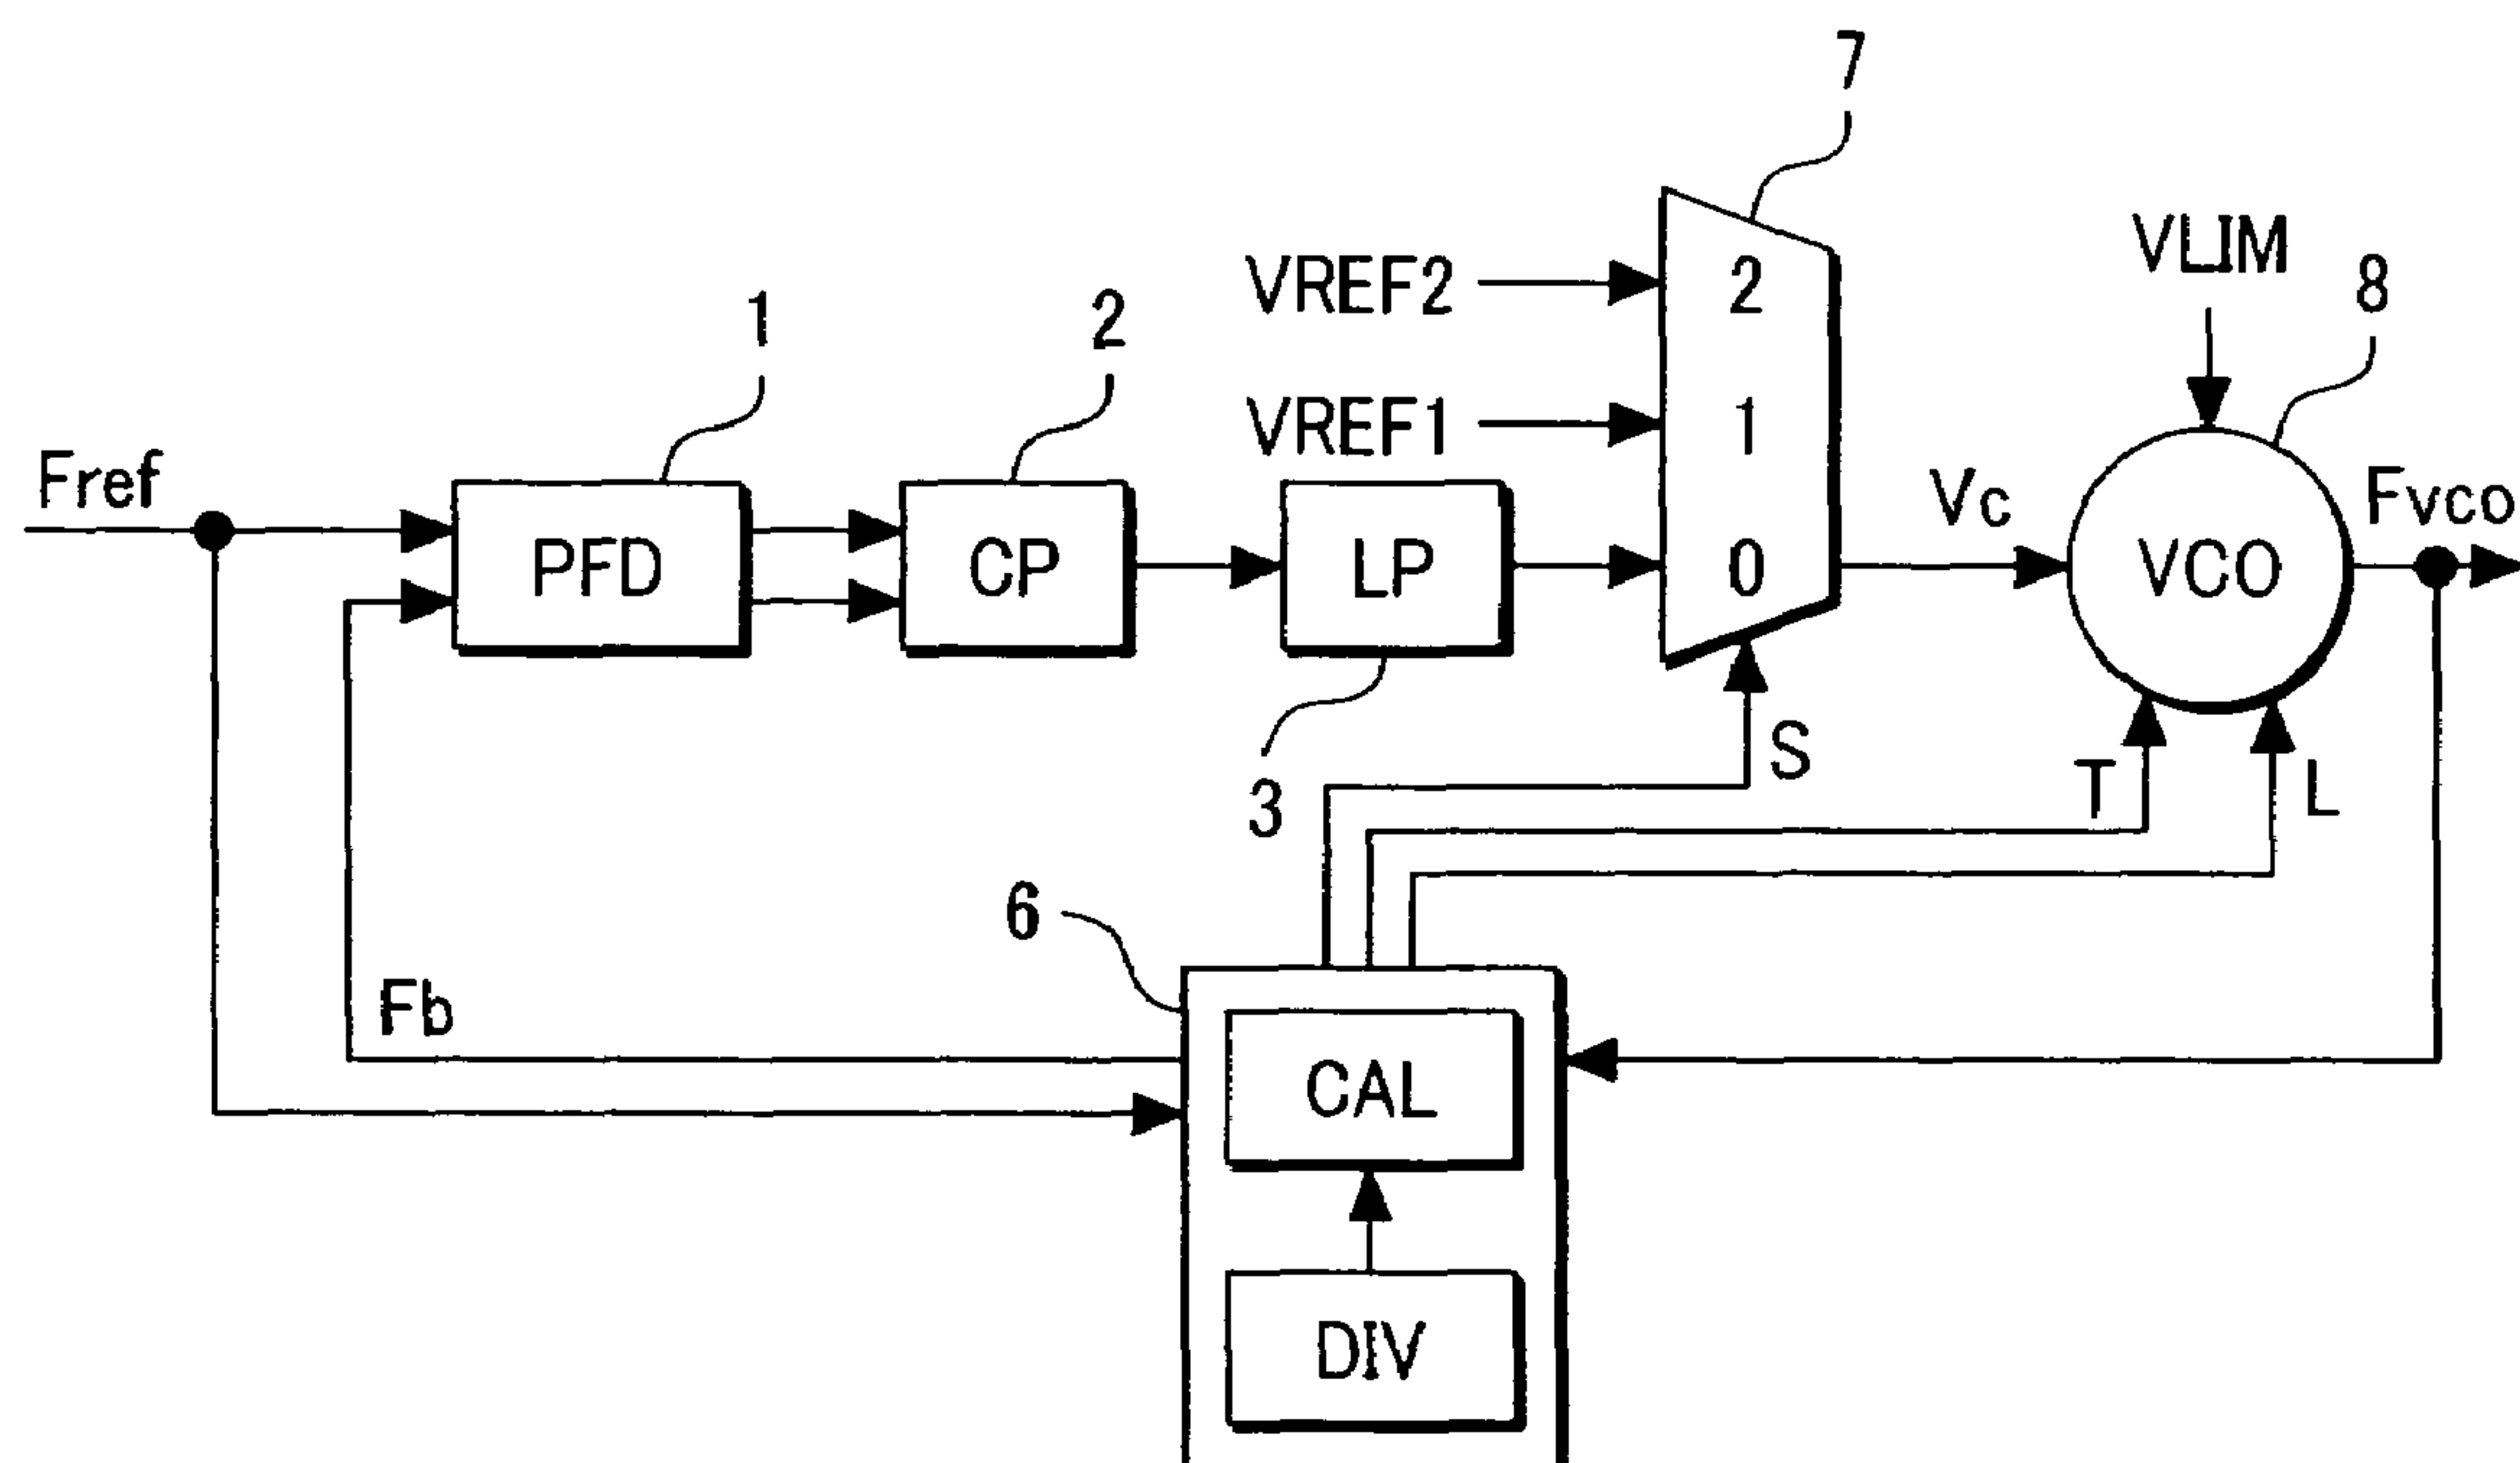 7
VLIM
8
VREF2
2
1
2
VREF1
1
Fref
PFD
CP
LP
0
Vc
VCO
Fvco
S
T
L
3
6
Fb
CAL
DIV